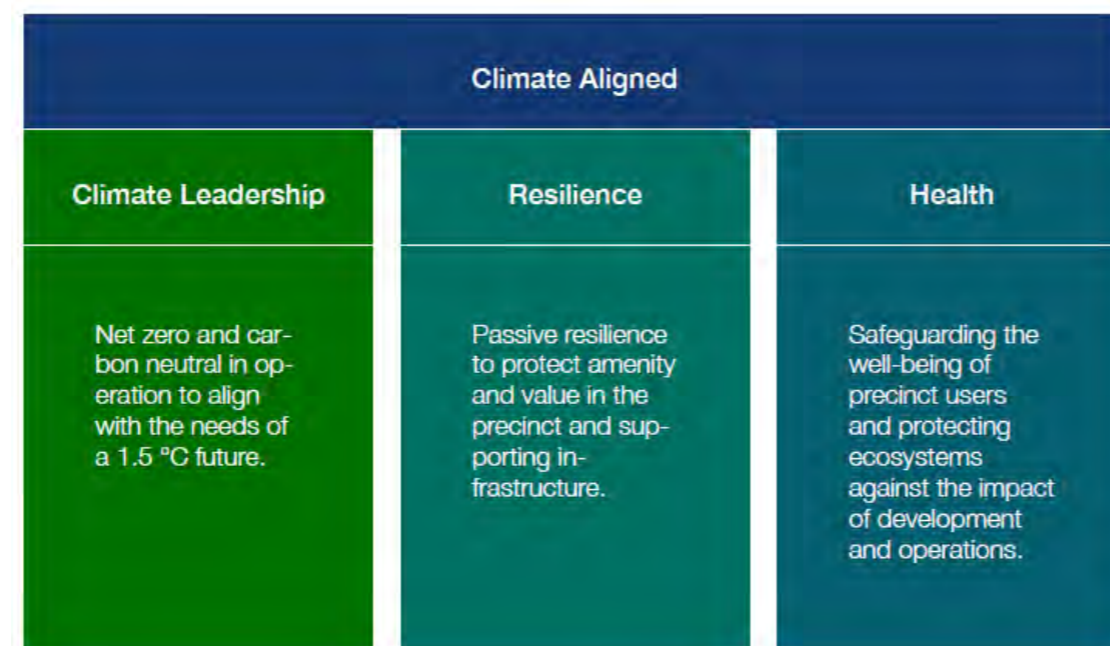 Climate Aligned
Climate Leadership
Net zero and car-
bon neutral in op-
eration to align
with the needs of
a 1.5 ºC future.
Resilience
Passive resilience
to protect amenity
and value in the
precinct and sup-
porting in-
frastructure.
Health
Safeguarding the
well-being of
precinct users
and protecting
ecosystems
against the impact
of development
and operations.